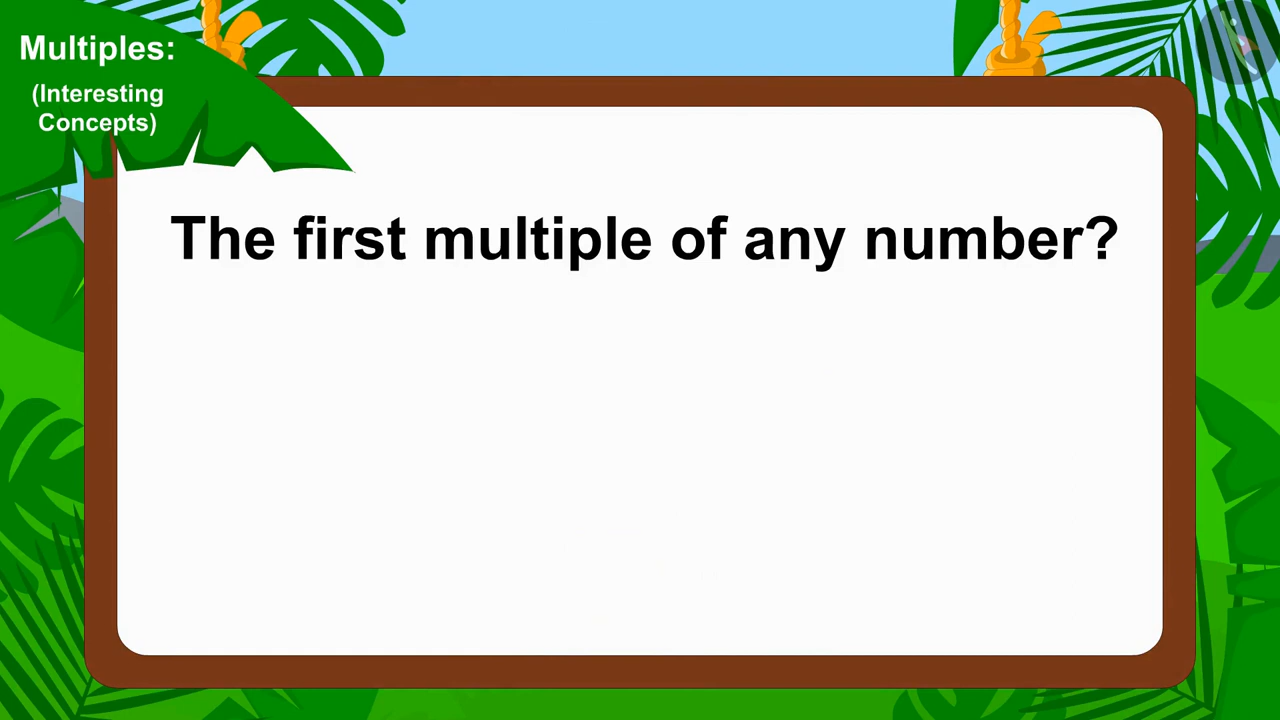 Multiples:
(Interesting
Concepts)
The first multiple of any number?